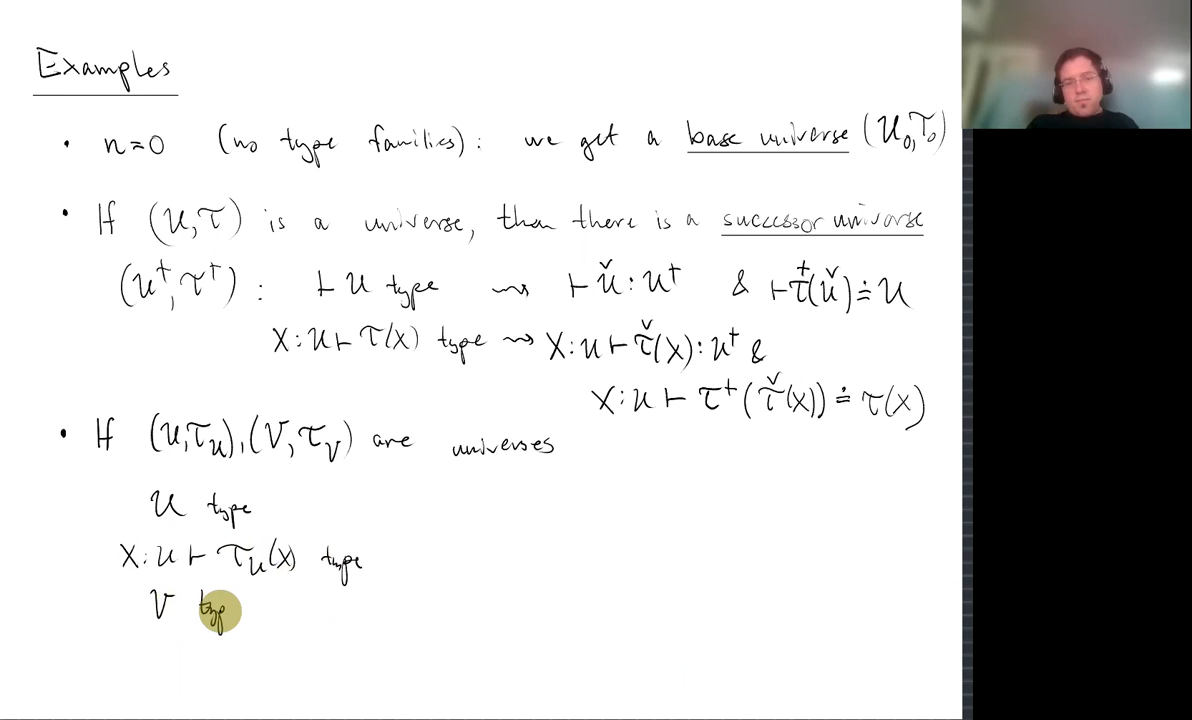 Examples
• n=0 (no type families): we get a base universe (U₀,T₀)
• If (U,T) is a universe, then there is a successor universe
(U⁺,T⁺): ⊢ U type ⇝ ⊢ Ǔ : U⁺ & ⊢ T⁺(Ǔ) ≐ U
X:U ⊢ T(X) type ⇝ X:U ⊢ Ť(X) : U⁺ &
X:U ⊢ T⁺(Ť(X)) ≐ T(X)
• If (U,T_U),(V,T_V) are universes
U type
X:U ⊢ T_U(X) type
V typ